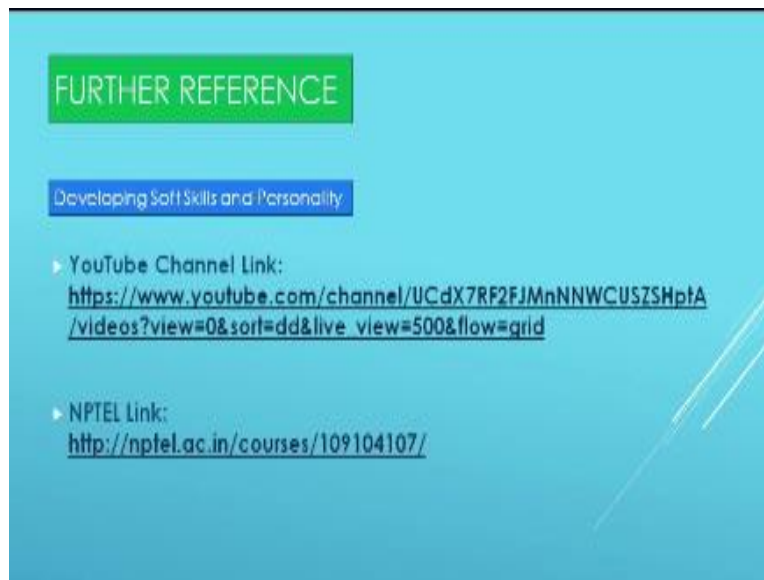 FURTHER REFERENCE
Developing Soft Skills and Personality
YouTube Channel Link:
https://www.youtube.com/channel/UCdX7RF2FJMnNNWCUSZSHptA
/videos?view=0&sort=dd&live_view=500&flow=grid
NPTEL Link:
http://nptel.ac.in/courses/109104107/